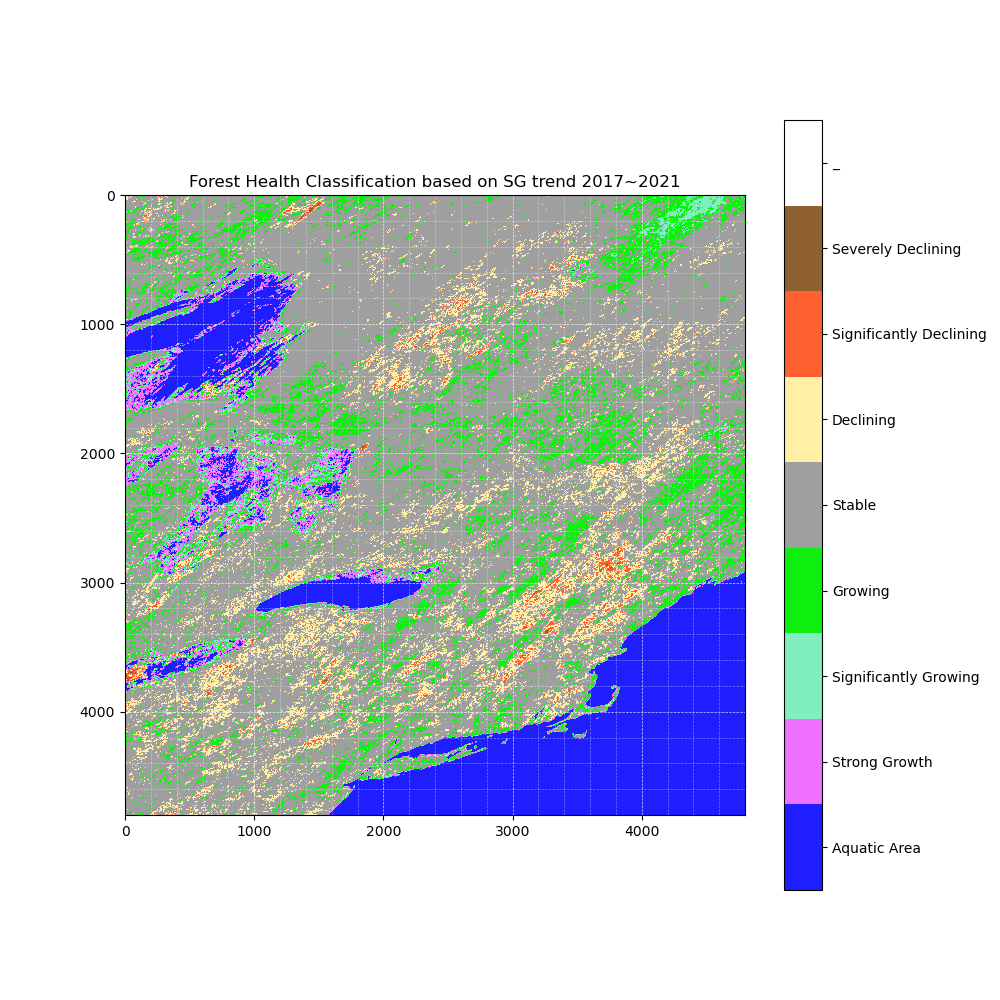 Forest Health Classification based on SG trend 2017~2021
0
1000
2000
3000
4000
0
1000
2000
3000
4000
_
Severely Declining
Significantly Declining
Declining
Stable
Growing
Significantly Growing
Strong Growth
Aquatic Area